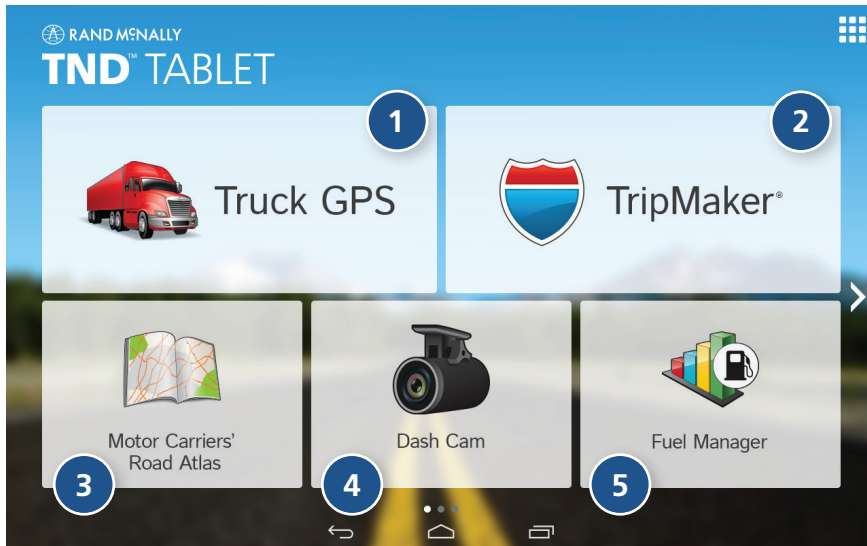 RAND MCNALLY
TND™ TABLET
1
2
Truck GPS
TripMaker®
Motor Carriers'
Road Atlas
Dash Cam
Fuel Manager
3
4
5